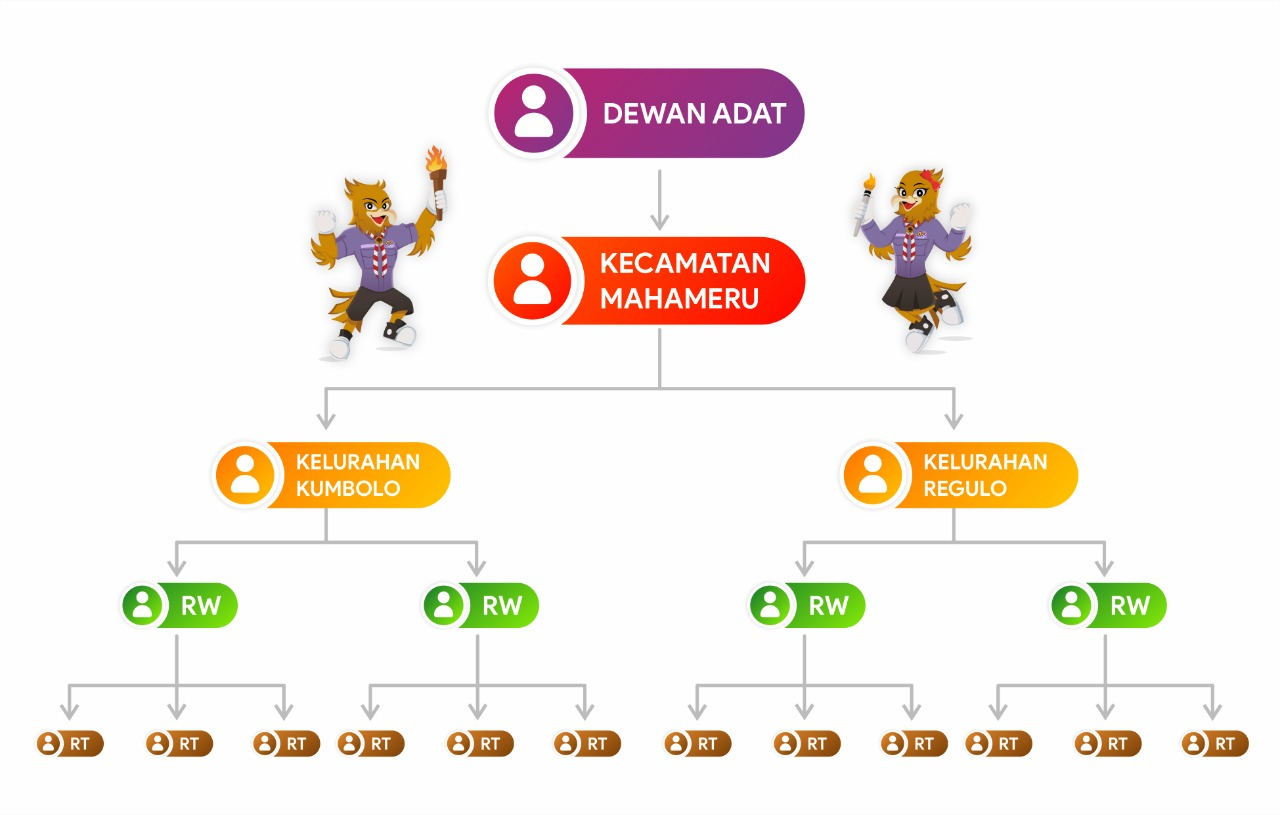 DEWAN ADAT
KECAMATAN
MAHAMERU
KELURAHAN
KUMBOLO
KELURAHAN
REGULO
RW
RW
RW
RW
RT
RT
RT
RT
RT
RT
RT
RT
RT
RT
RT
RT